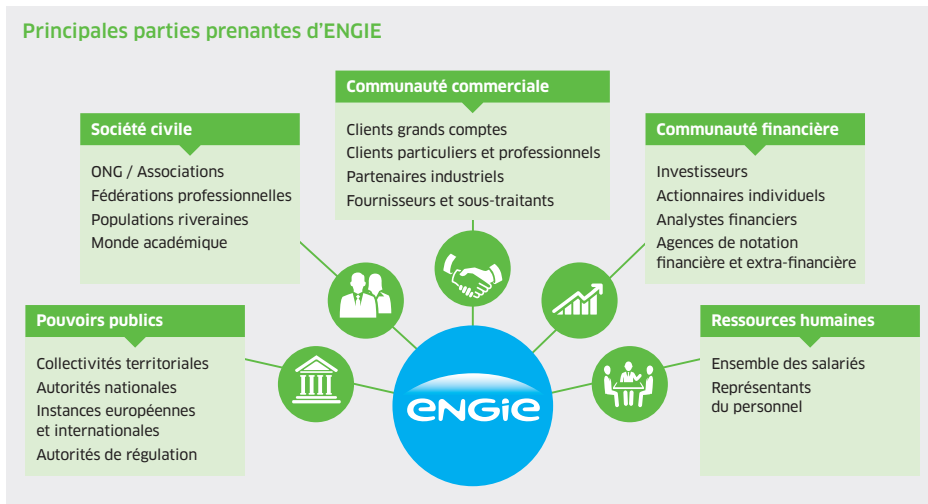 Principales parties prenantes d'ENGIE
Communauté commerciale
Clients grands comptes
Clients particuliers et professionnels
Partenaires industriels
Fournisseurs et sous-traitants
Société civile
ONG / Associations
Fédérations professionnelles
Populations riveraines
Monde académique
Communauté financière
Investisseurs
Actionnaires individuels
Analystes financiers
Agences de notation
financière et extra-financière
Pouvoirs publics
Collectivités territoriales
Autorités nationales
Instances européennes
et internationales
Autorités de régulation
Ressources humaines
Ensemble des salariés
Représentants
du personnel
ENGIE